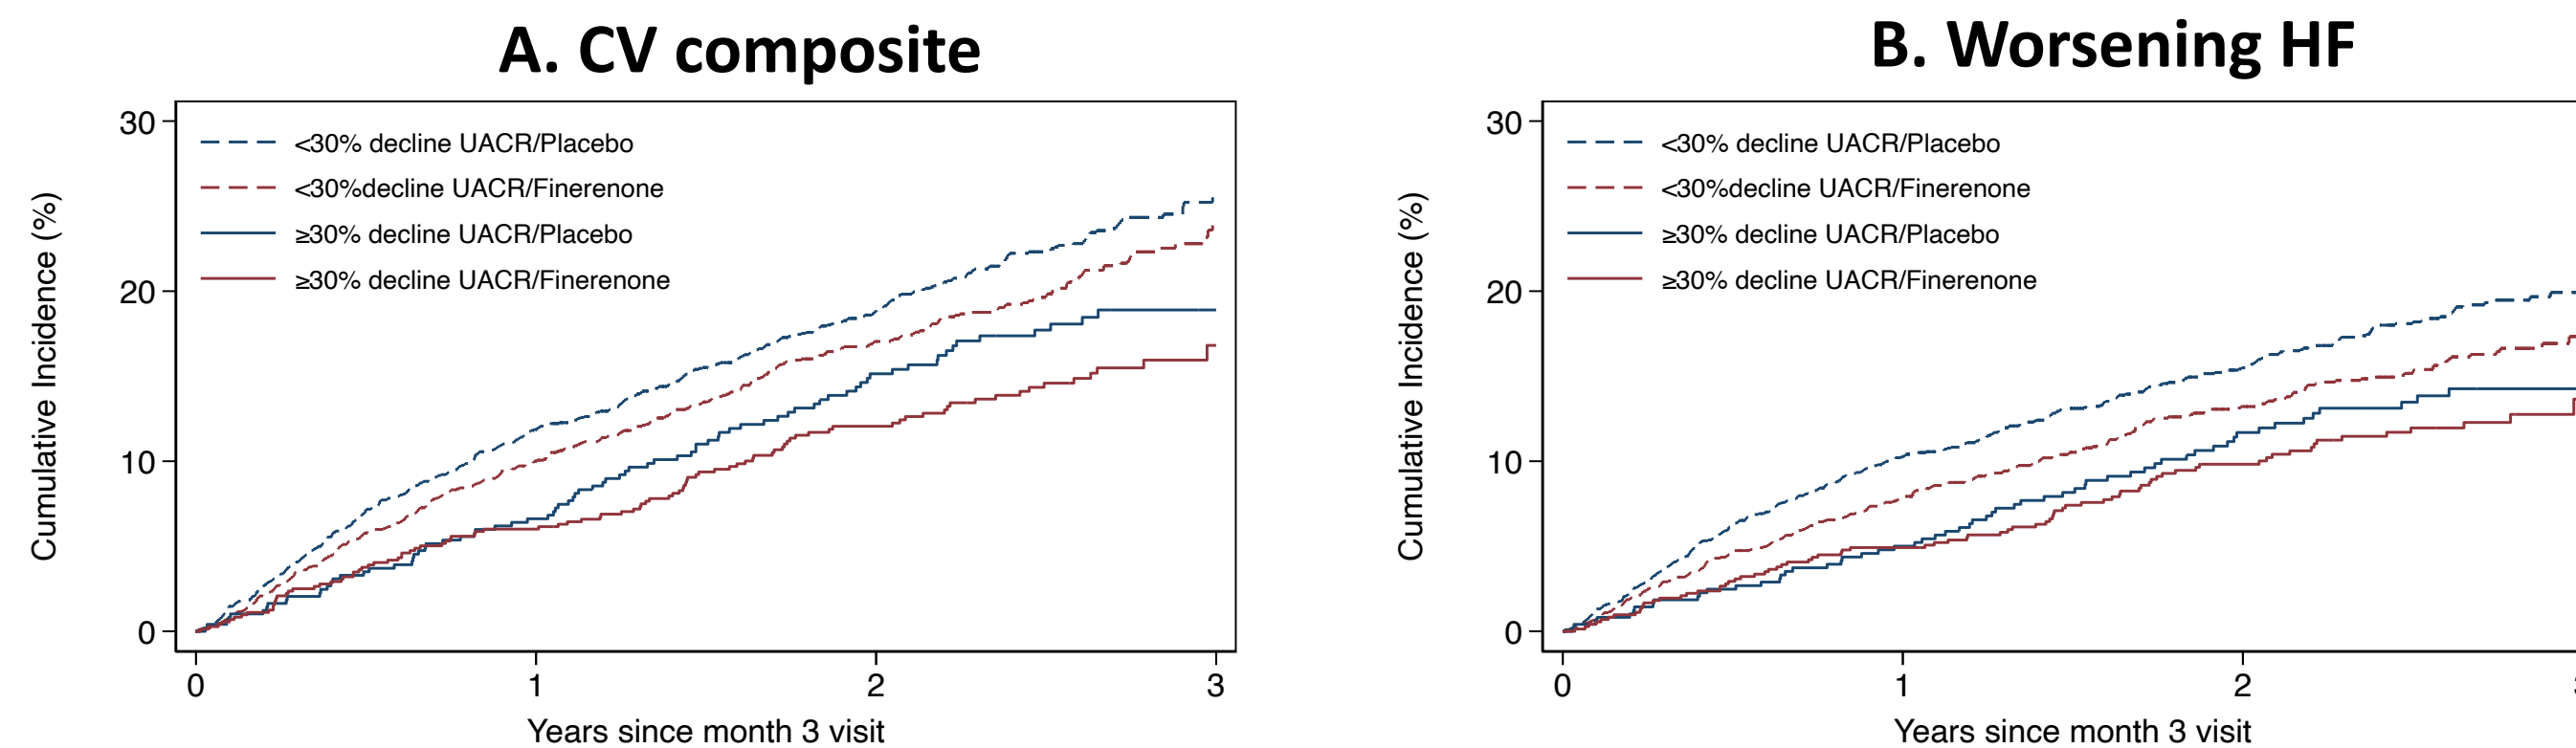 A. CV composite
30
20
10
0
Cumulative Incidence (%)
<30% decline UACR/Placebo
<30%decline UACR/Finerenone
≥30% decline UACR/Placebo
≥30% decline UACR/Finerenone
0 1 2 3
Years since month 3 visit
B. Worsening HF
30
20
10
0
Cumulative Incidence (%)
<30% decline UACR/Placebo
<30%decline UACR/Finerenone
≥30% decline UACR/Placebo
≥30% decline UACR/Finerenone
0 1 2
Years since month 3 visit